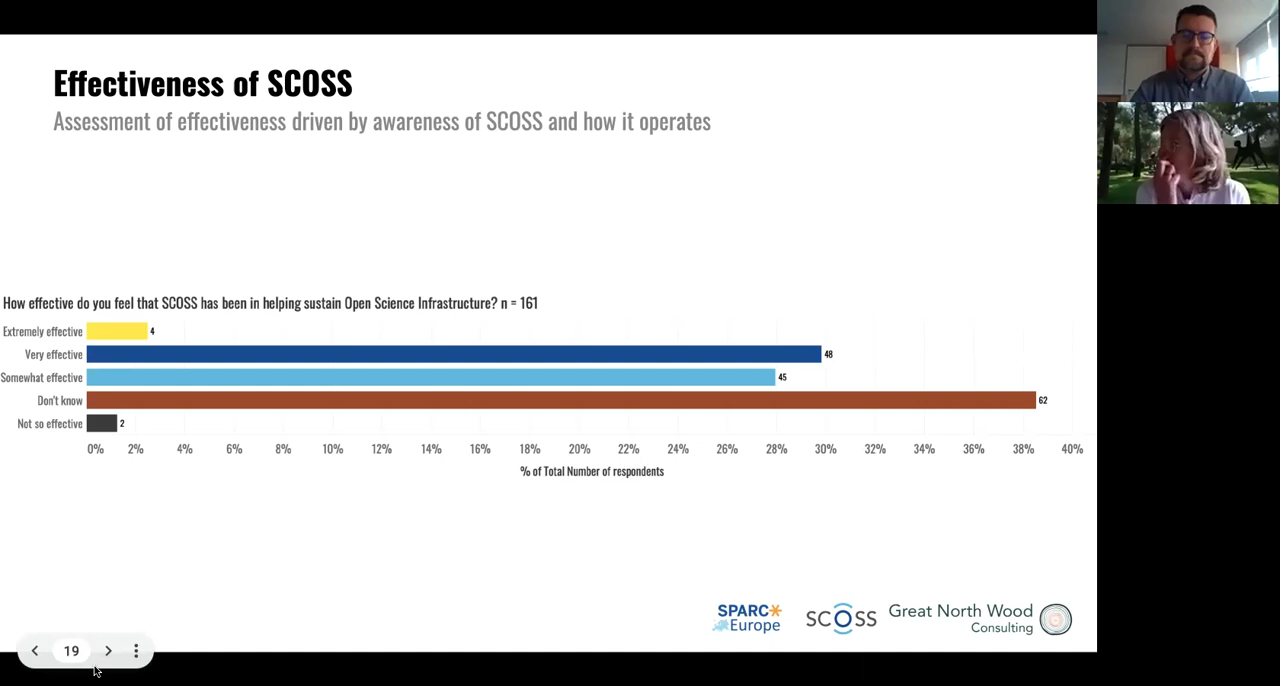 Effectiveness of SCOSS
Assessment of effectiveness driven by awareness of SCOSS and how it operates
How effective do you feel that SCOSS has been in helping sustain Open Science Infrastructure? n = 161
Extremely effective 4
Very effective 48
Somewhat effective 45
Don't know 62
Not so effective 2
0% 2% 4% 6% 8% 10% 12% 14% 16% 18% 20% 22% 24% 26% 28% 30% 32% 34% 36% 38% 40%
% of Total Number of respondents
SPARC
Europe
SCOSS
Great North Wood
Consulting
19